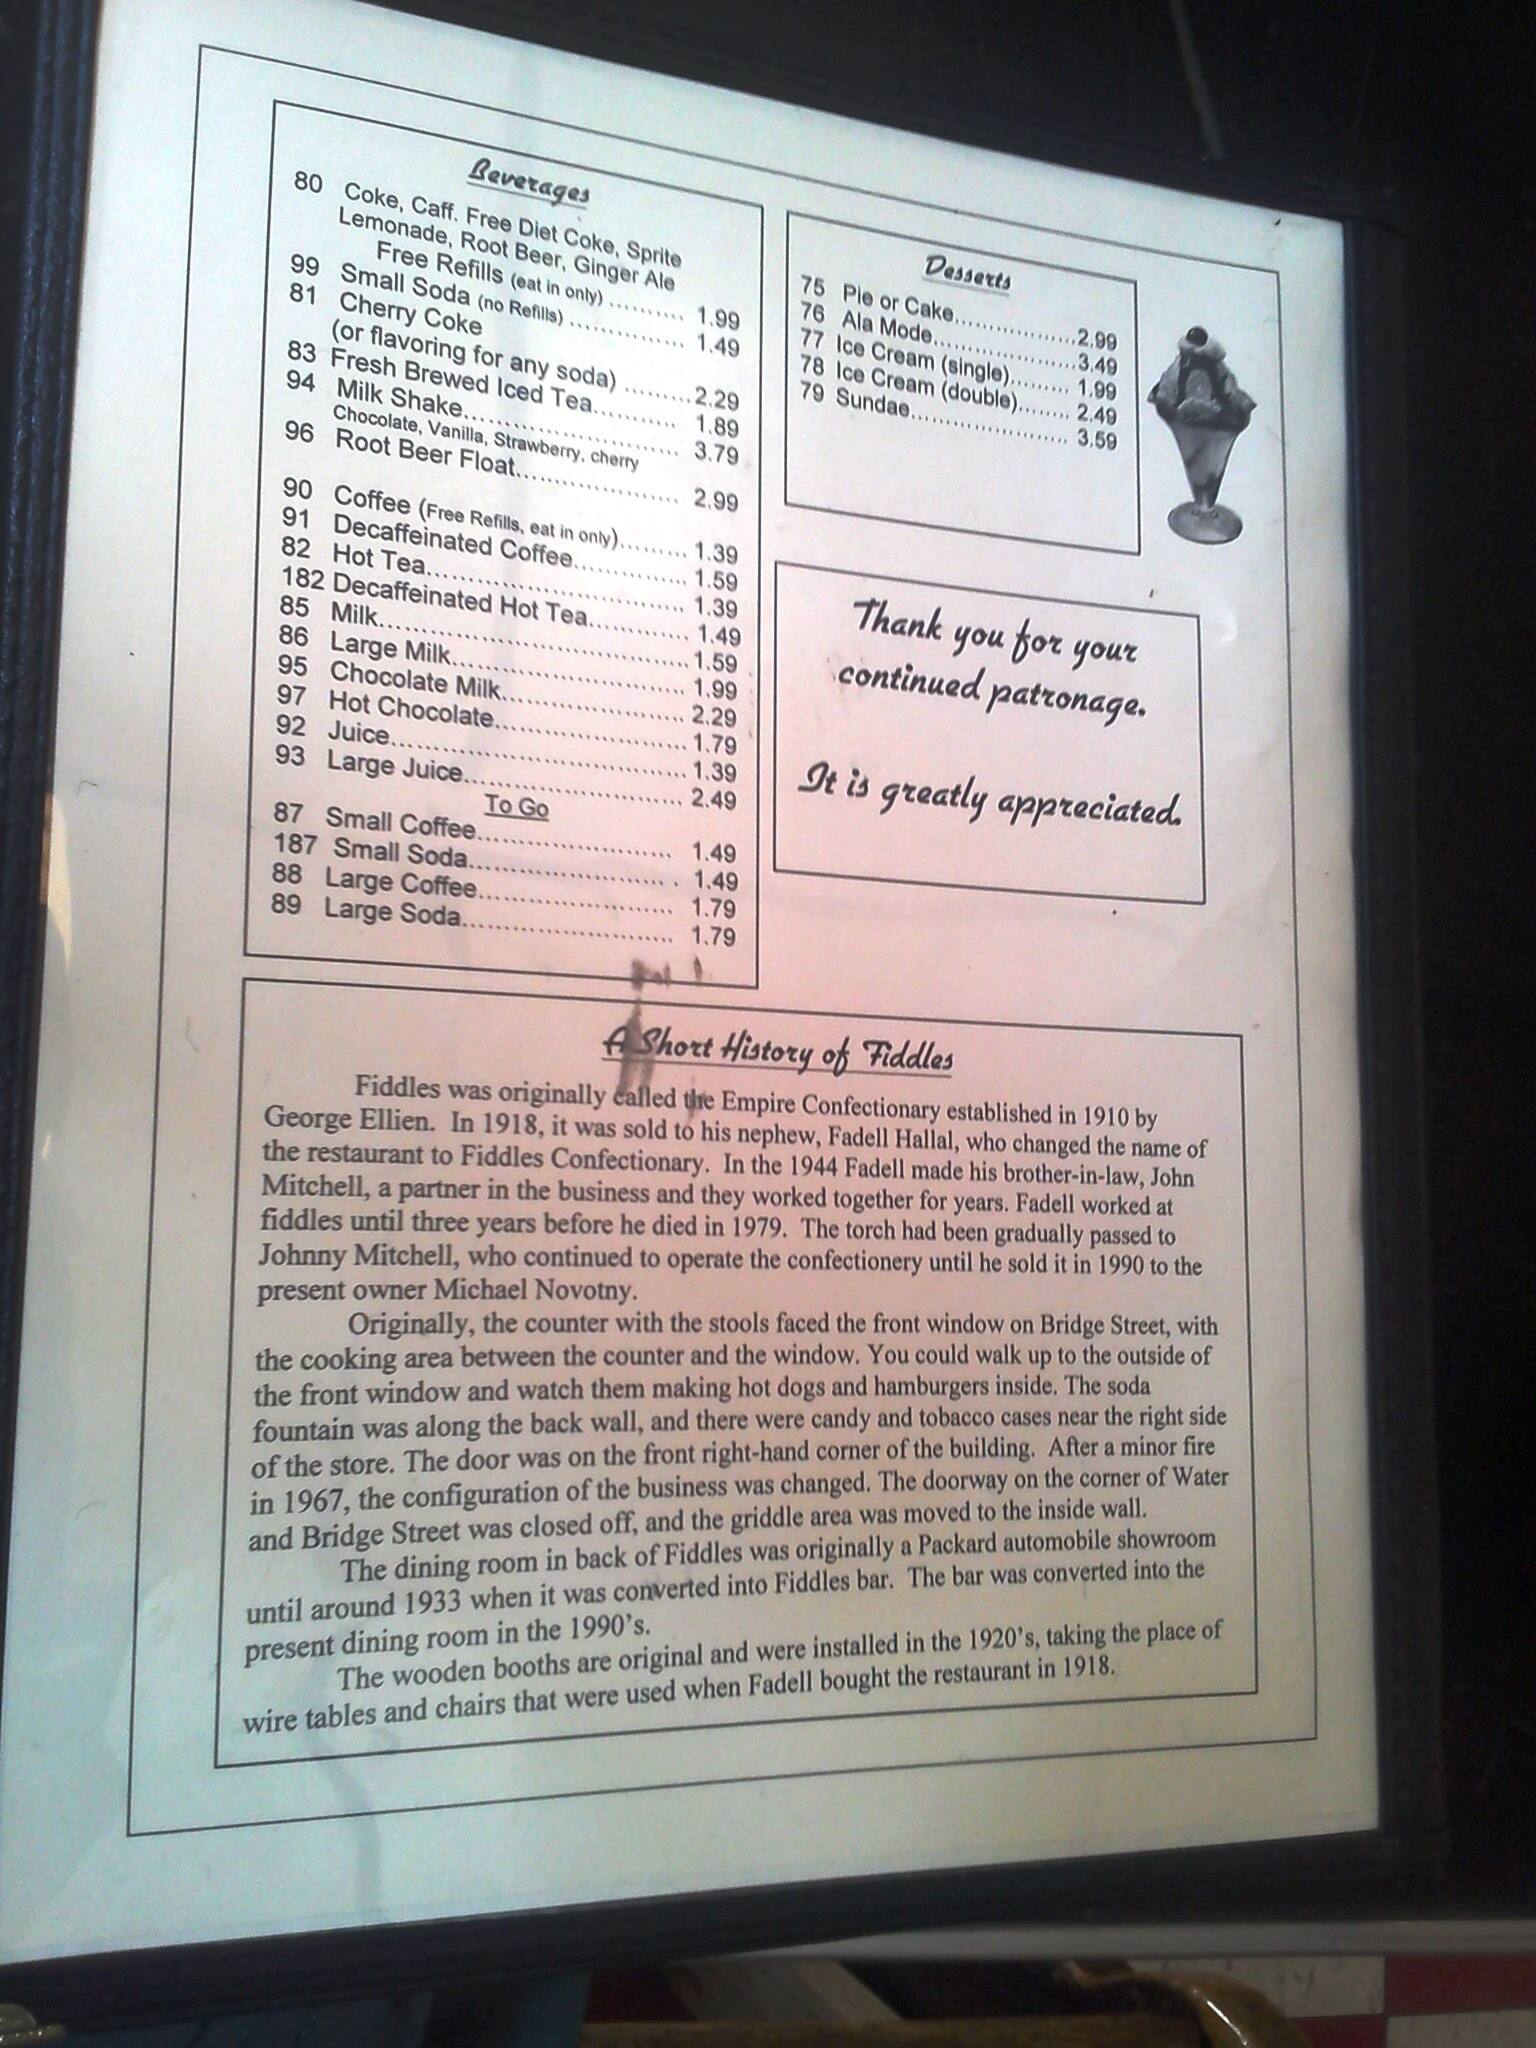 Beverages
80 Coke, Caff. Free Diet Coke, Sprite
Lemonade, Root Beer, Ginger Ale
Free Refills (eat in only) .......... 1.99
99 Small Soda (no Refills) ............... 1.49
81 Cherry Coke
(or flavoring for any soda) ......... 2.29
83 Fresh Brewed Iced Tea........... 1.89
94 Milk Shake............................ 3.79
Chocolate, Vanilla, Strawberry, cherry
96 Root Beer Float..................... 2.99
90 Coffee (Free Refills, eat in only)......... 1.39
91 Decaffeinated Coffee.............. 1.59
82 Hot Tea................................. 1.39
182 Decaffeinated Hot Tea............ 1.49
85 Milk....................................... 1.59
86 Large Milk............................. 1.99
95 Chocolate Milk....................... 2.29
97 Hot Chocolate........................ 1.79
92 Juice..................................... 1.39
93 Large Juice........................... 2.49
To Go
87 Small Coffee......................... 1.49
187 Small Soda......................... . 1.49
88 Large Coffee......................... 1.79
89 Large Soda........................... 1.79
Desserts
75 Pie or Cake.................2.99
76 Ala Mode....................3.49
77 Ice Cream (single)......... 1.99
78 Ice Cream (double)........ 2.49
79 Sundae...................... 3.59
Thank you for your
continued patronage.
It is greatly appreciated.
A Short History of Fiddles
Fiddles was originally called the Empire Confectionary established in 1910 by
George Ellien. In 1918, it was sold to his nephew, Fadell Hallal, who changed the name of
the restaurant to Fiddles Confectionary. In the 1944 Fadell made his brother-in-law, John
Mitchell, a partner in the business and they worked together for years. Fadell worked at
fiddles until three years before he died in 1979. The torch had been gradually passed to
Johnny Mitchell, who continued to operate the confectionery until he sold it in 1990 to the
present owner Michael Novotny.
Originally, the counter with the stools faced the front window on Bridge Street, with
the cooking area between the counter and the window. You could walk up to the outside of
the front window and watch them making hot dogs and hamburgers inside. The soda
fountain was along the back wall, and there were candy and tobacco cases near the right side
of the store. The door was on the front right-hand corner of the building. After a minor fire
in 1967, the configuration of the business was changed. The doorway on the corner of Water
and Bridge Street was closed off, and the griddle area was moved to the inside wall.
The dining room in back of Fiddles was originally a Packard automobile showroom
until around 1933 when it was converted into Fiddles bar. The bar was converted into the
present dining room in the 1990's.
The wooden booths are original and were installed in the 1920's, taking the place of
wire tables and chairs that were used when Fadell bought the restaurant in 1918.